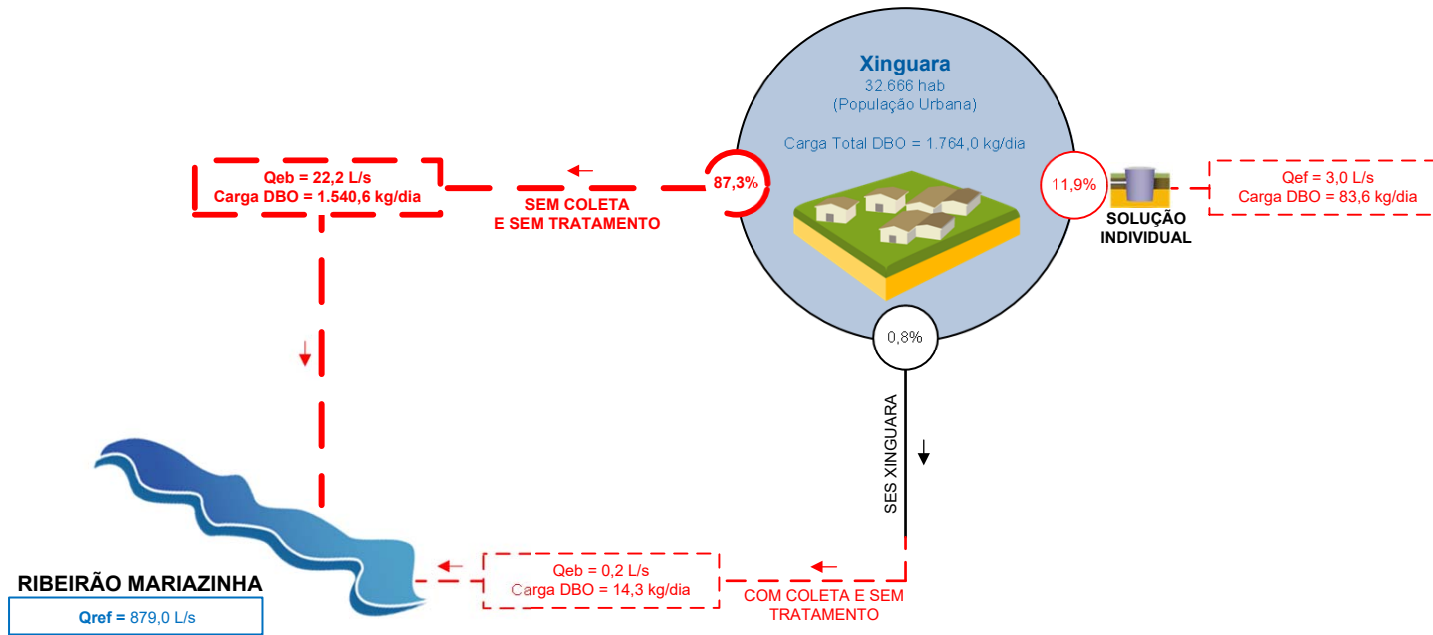 Xinguara
32.666 hab
(População Urbana)
Carga Total DBO = 1.764,0 kg/dia
87,3%
SEM COLETA
E SEM TRATAMENTO
Qeb = 22,2 L/s
Carga DBO = 1.540,6 kg/dia
11,9%
SOLUÇÃO
INDIVIDUAL
Qef = 3,0 L/s
Carga DBO = 83,6 kg/dia
0,8%
SES XINGUARA
COM COLETA E SEM
TRATAMENTO
Qeb = 0,2 L/s
Carga DBO = 14,3 kg/dia
RIBEIRÃO MARIAZINHA
Qref = 879,0 L/s